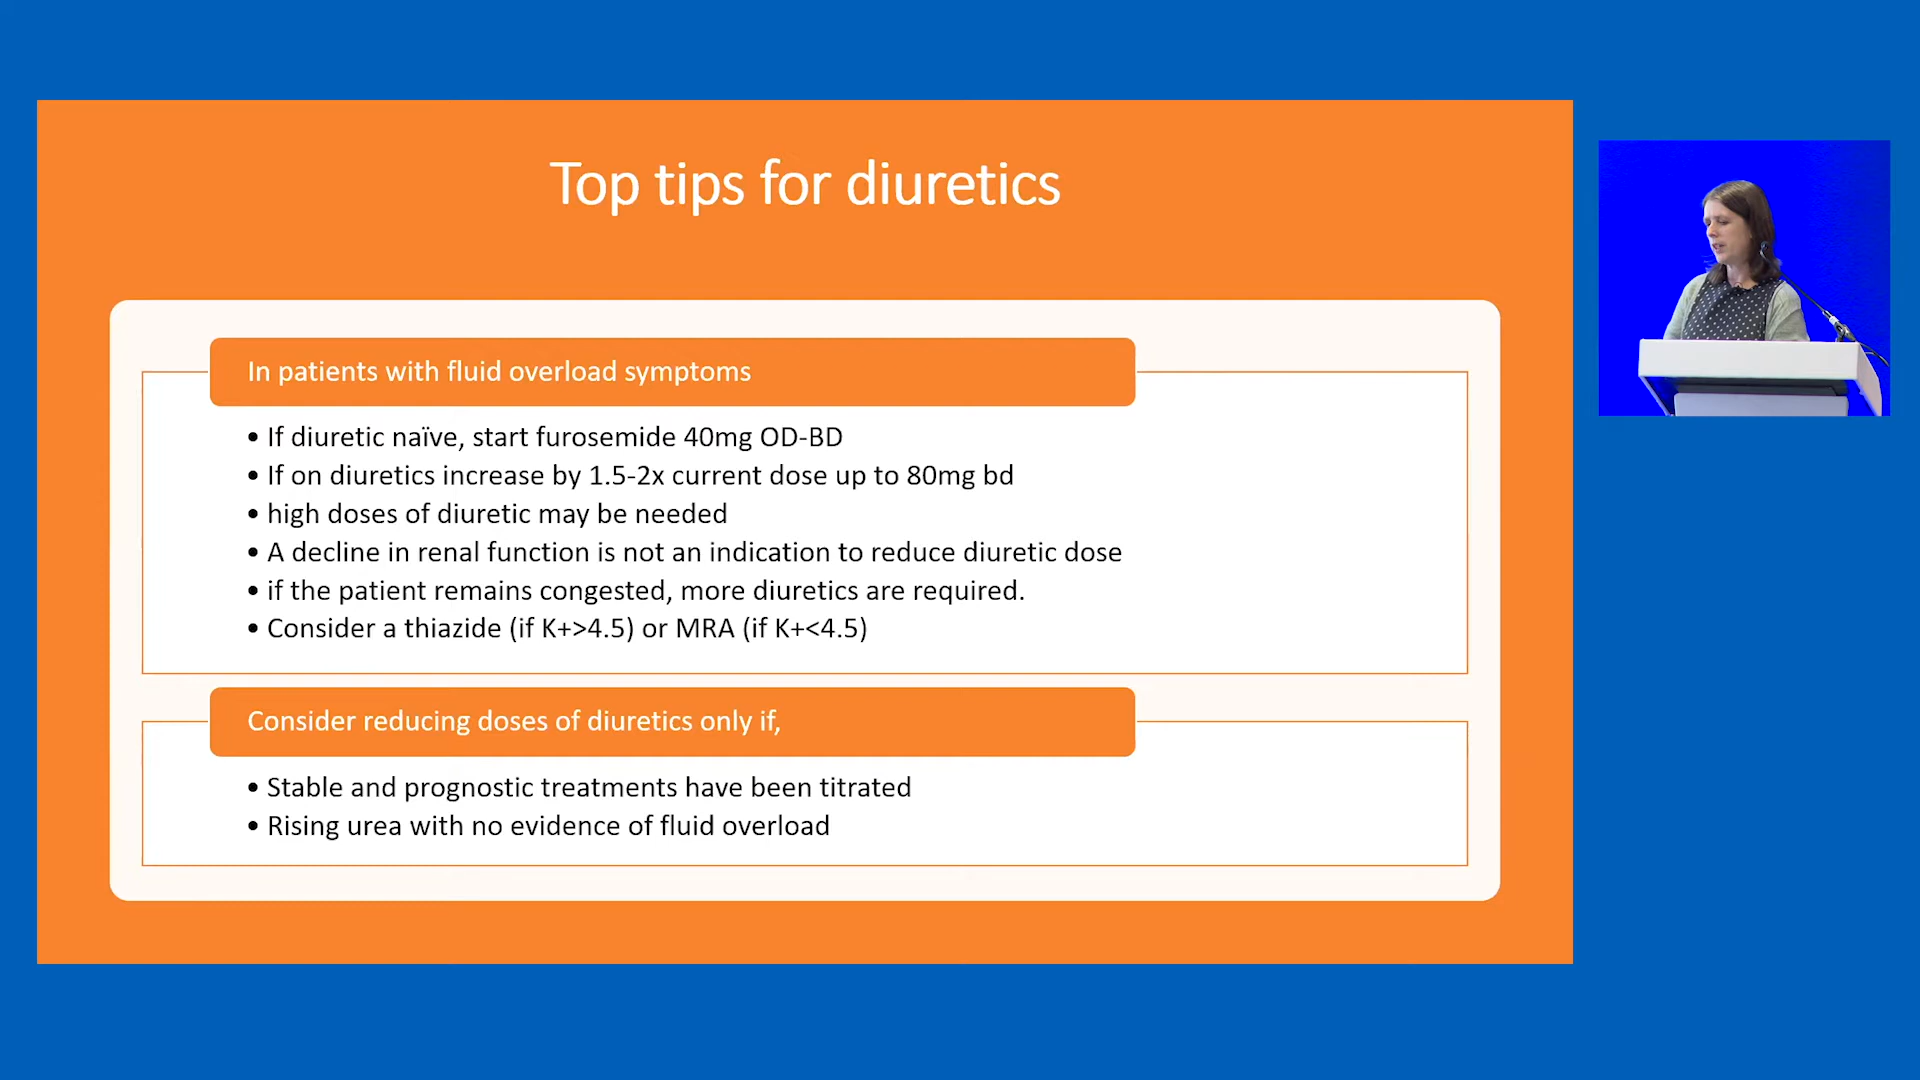 Top tips for diuretics
In patients with fluid overload symptoms
• If diuretic naïve, start furosemide 40mg OD-BD
• If on diuretics increase by 1.5-2x current dose up to 80mg bd
• high doses of diuretic may be needed
• A decline in renal function is not an indication to reduce diuretic dose
• if the patient remains congested, more diuretics are required.
• Consider a thiazide (if K+>4.5) or MRA (if K+<4.5)
Consider reducing doses of diuretics only if,
• Stable and prognostic treatments have been titrated
• Rising urea with no evidence of fluid overload